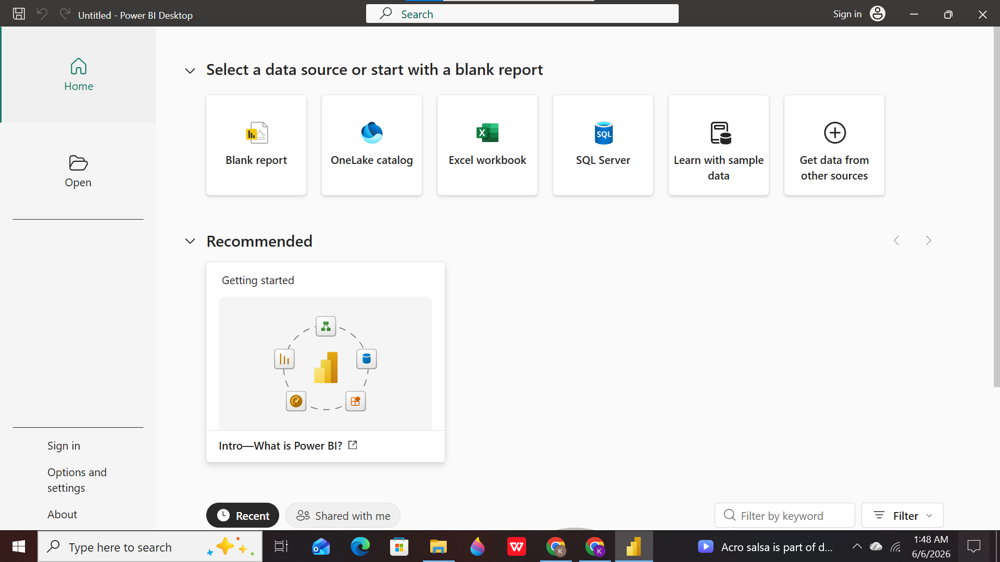 Untitled - Power BI Desktop
Search
Sign in
Home
Open
Sign in
Options and
settings
About
Select a data source or start with a blank report
Blank report
OneLake catalog
Excel workbook
SQL
SQL Server
Learn with sample
data
Get data from
other sources
Recommended
Getting started
Intro—What is Power BI?
Recent
Shared with me
Filter by keyword
Filter
Type here to search
K
K
Acro salsa is part of d...
1:48 AM
6/6/2026